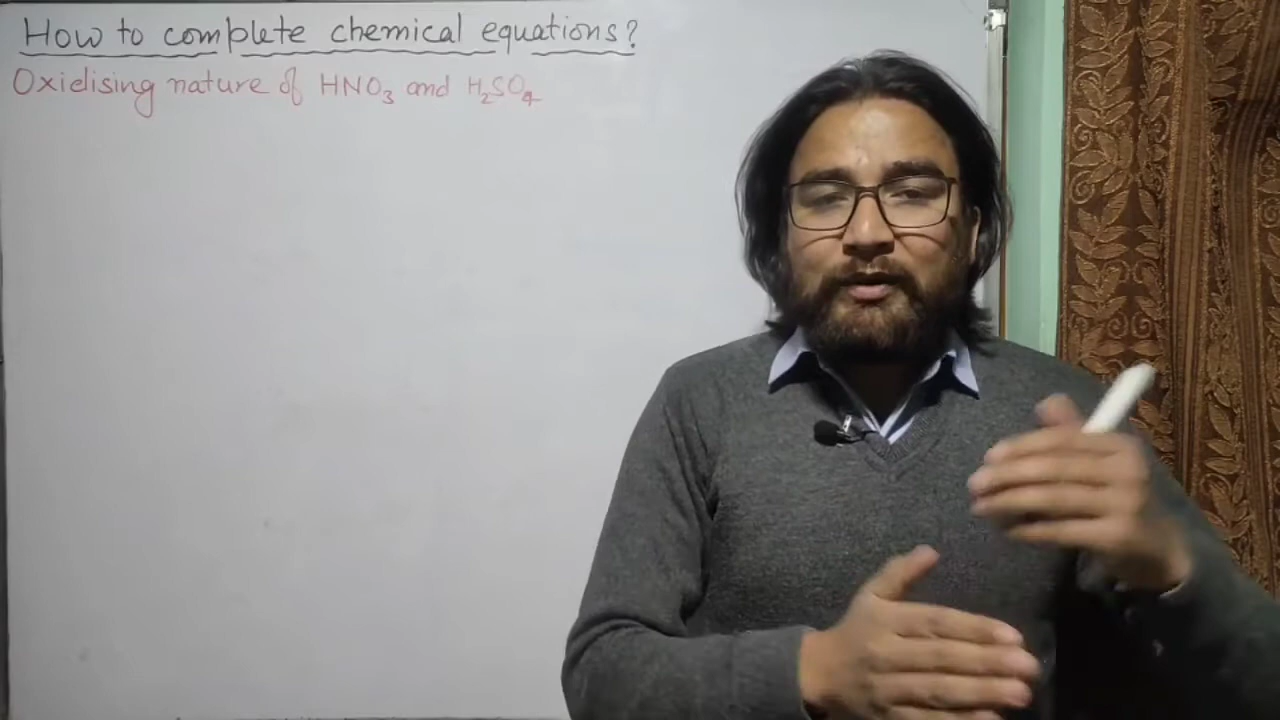 How to complete chemical equations?
Oxidising nature of HNO₃ and H₂SO₄